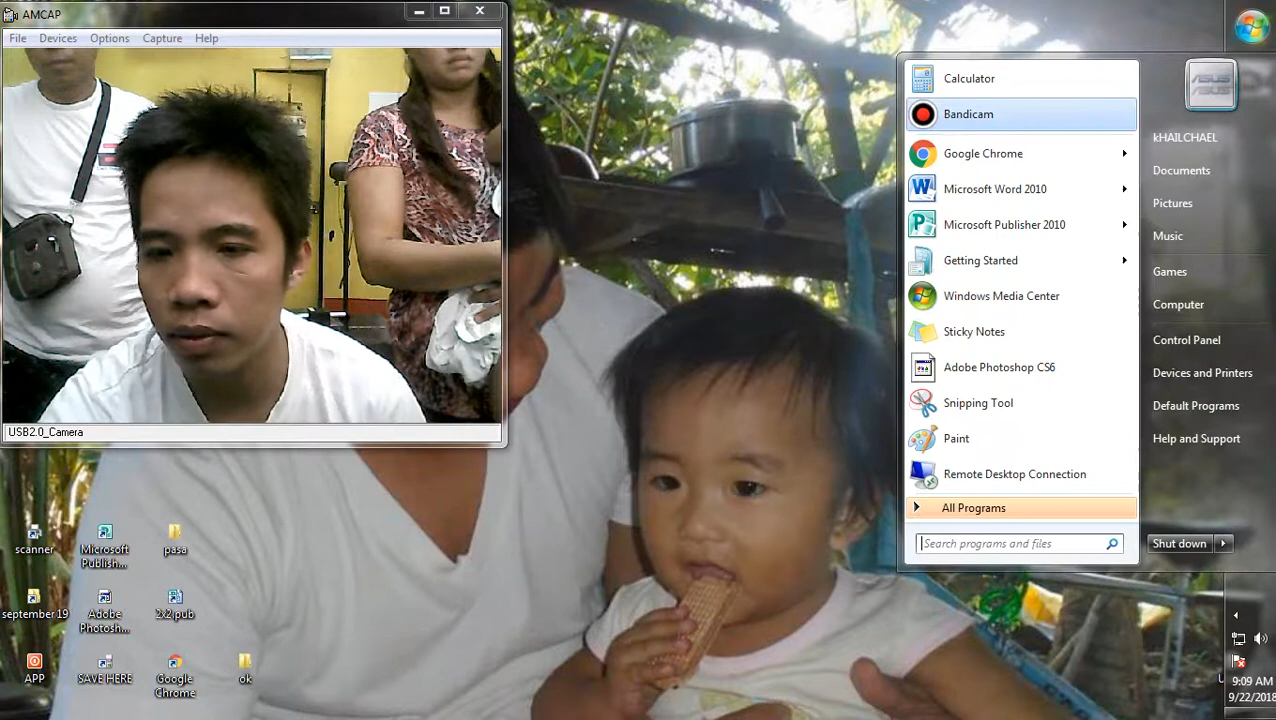 AMCAP
File Devices Options Capture Help
USB2.0_Camera
scanner
Microsoft
Publish...
pasa
september 19
Adobe
Photosh...
2x2 pub
APP
SAVE HERE
Google
Chrome
ok
Calculator
Bandicam
Google Chrome
Microsoft Word 2010
Microsoft Publisher 2010
Getting Started
Windows Media Center
Sticky Notes
Adobe Photoshop CS6
Snipping Tool
Paint
Remote Desktop Connection
All Programs
Search programs and files
ASUS
kHAILCHAEL
Documents
Pictures
Music
Games
Computer
Control Panel
Devices and Printers
Default Programs
Help and Support
Shut down
9:09 AM
9/22/2018